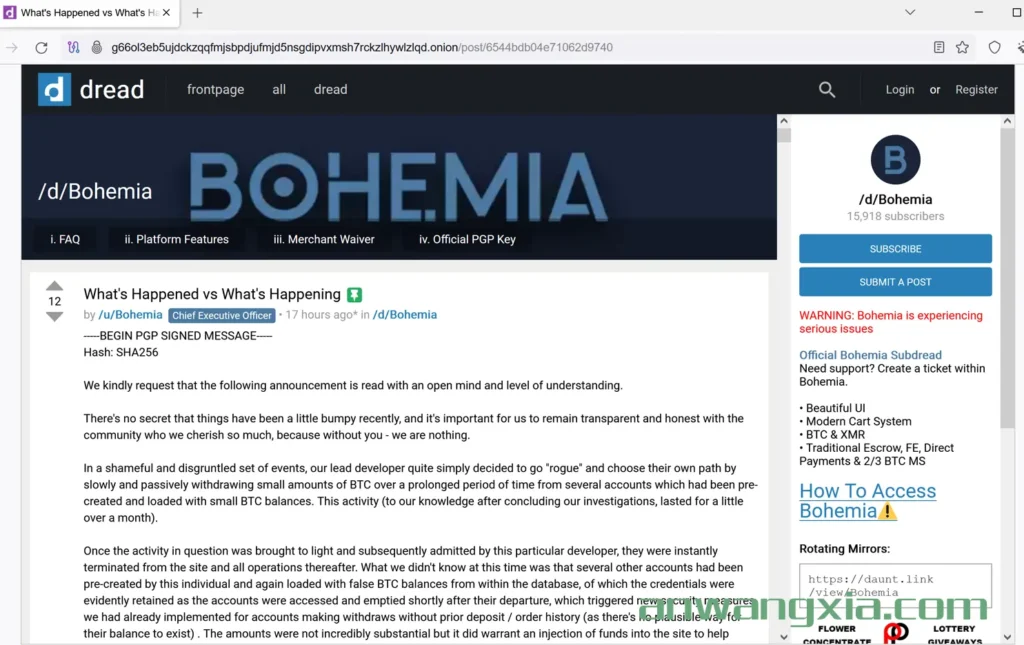 What's Happened vs What's Ha
g66ol3eb5ujdckzqqfmjsbpdjufmjd5nsgdipvxmsh7rckzlhywlzlqd.onion/post/6544bdb04e71062d9740
d dread
frontpage
all
dread
Login or Register
BOHEMIA
/d/Bohemia
i. FAQ
ii. Platform Features
iii. Merchant Waiver
iv. Official PGP Key
12
What's Happened vs What's Happening
by /u/Bohemia Chief Executive Officer • 17 hours ago* in /d/Bohemia
-----BEGIN PGP SIGNED MESSAGE-----
Hash: SHA256
We kindly request that the following announcement is read with an open mind and level of understanding.
There's no secret that things have been a little bumpy recently, and it's important for us to remain transparent and honest with the
community who we cherish so much, because without you - we are nothing.
In a shameful and disgruntled set of events, our lead developer quite simply decided to go "rogue" and choose their own path by
slowly and passively withdrawing small amounts of BTC over a prolonged period of time from several accounts which had been pre-
created and loaded with small BTC balances. This activity (to our knowledge after concluding our investigations, lasted for a little
over a month).
Once the activity in question was brought to light and subsequently admitted by this particular developer, they were instantly
terminated from the site and all operations thereafter. What we didn't know at this time was that several other accounts had been
pre-created by this individual and again loaded with false BTC balances from within the database, of which the credentials were
evidently retained as the accounts were accessed and emptied shortly after their departure, which triggered new security measures
we had already implemented for accounts making withdraws without prior deposit / order history (as there's no plausible way for
their balance to exist) . The amounts were not incredibly substantial but it did warrant an injection of funds into the site to help
B
/d/Bohemia
15,918 subscribers
SUBSCRIBE
SUBMIT A POST
WARNING: Bohemia is experiencing
serious issues
Official Bohemia Subdread
Need support? Create a ticket within
Bohemia.
• Beautiful UI
• Modern Cart System
• BTC & XMR
• Traditional Escrow, FE, Direct
Payments & 2/3 BTC MS
How To Access
Bohemia
Rotating Mirrors:
https://daunt.link
/view/Bohemia
FLOWER
CONCENTRATE
LOTTERY
GIVEAWAYS
anwangxia.com